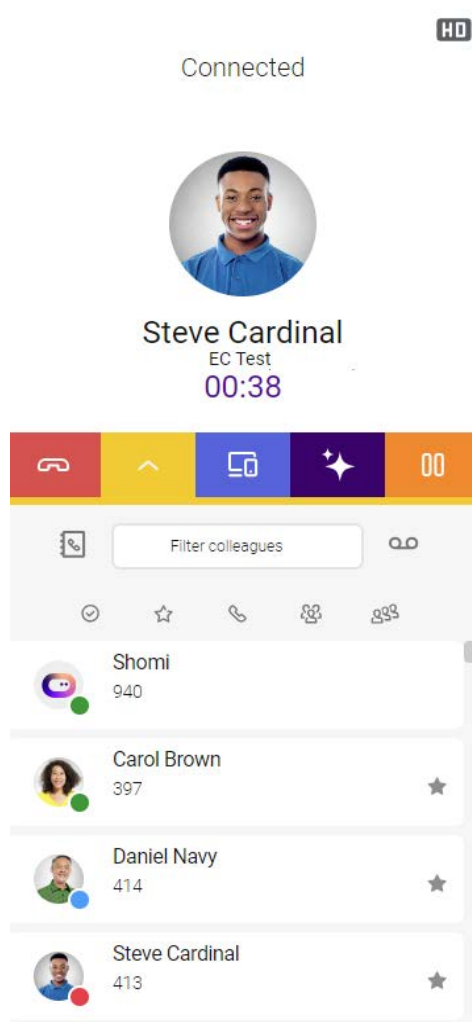 HD
Connected
Steve Cardinal
EC Test
00:38
Filter colleagues
Shomi
940
Carol Brown
397
Daniel Navy
414
Steve Cardinal
413